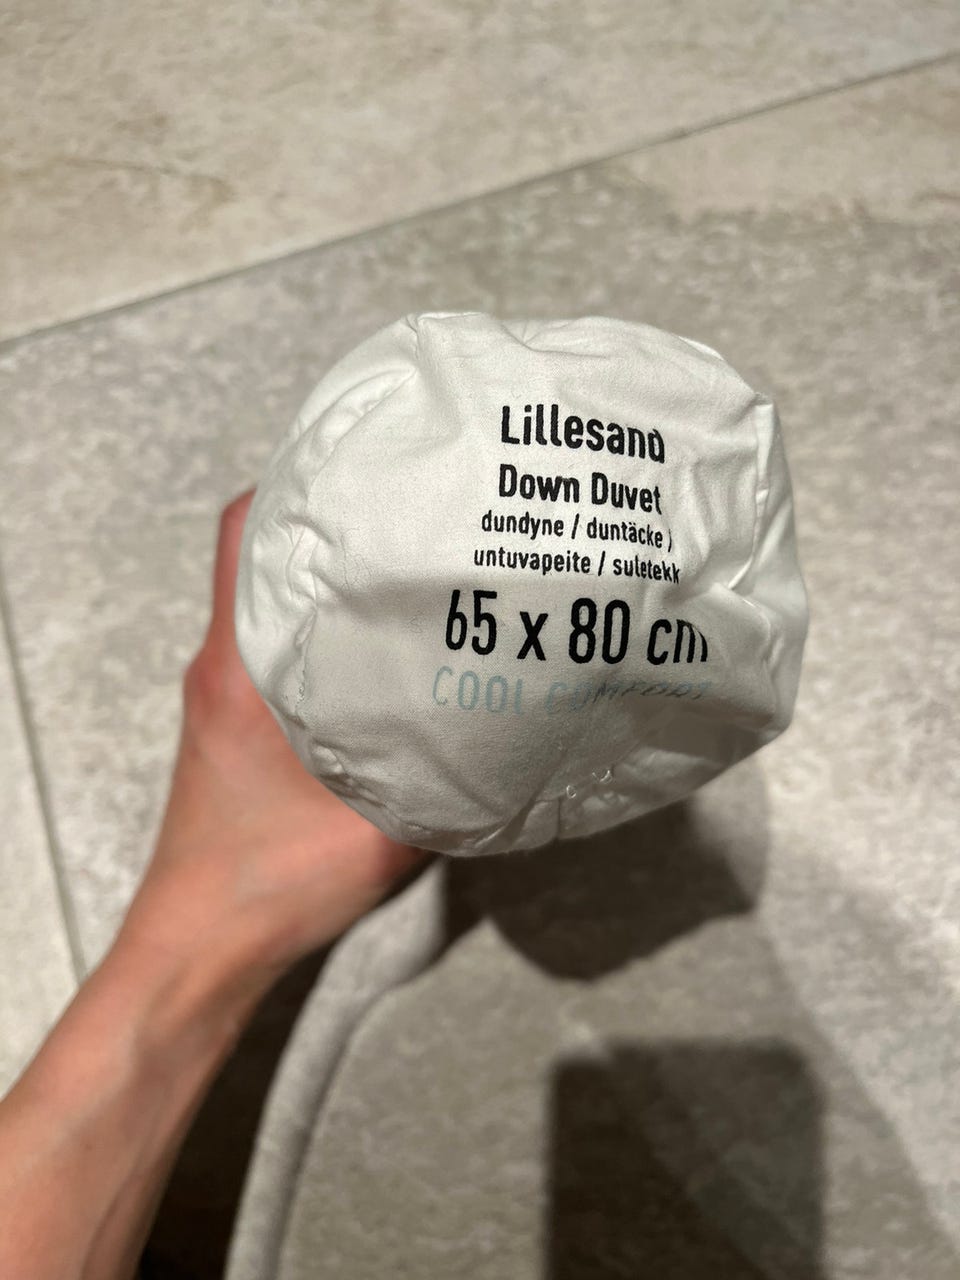 Lillesand
Down Duvet
dundyne / duntäcke /
untuvapeite / suletekk
65 x 80 cm
COOL COMFORT